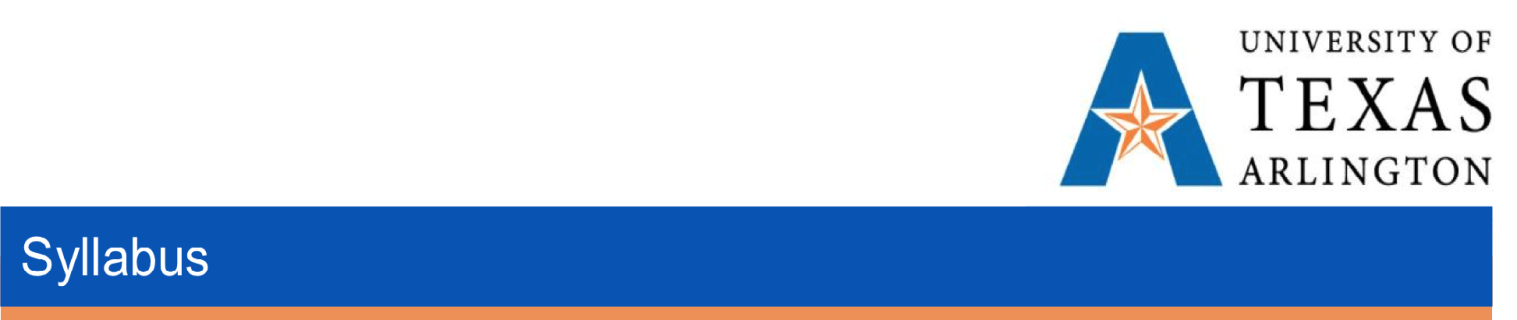 UNIVERSITY OF
TEXAS
ARLINGTON
Syllabus